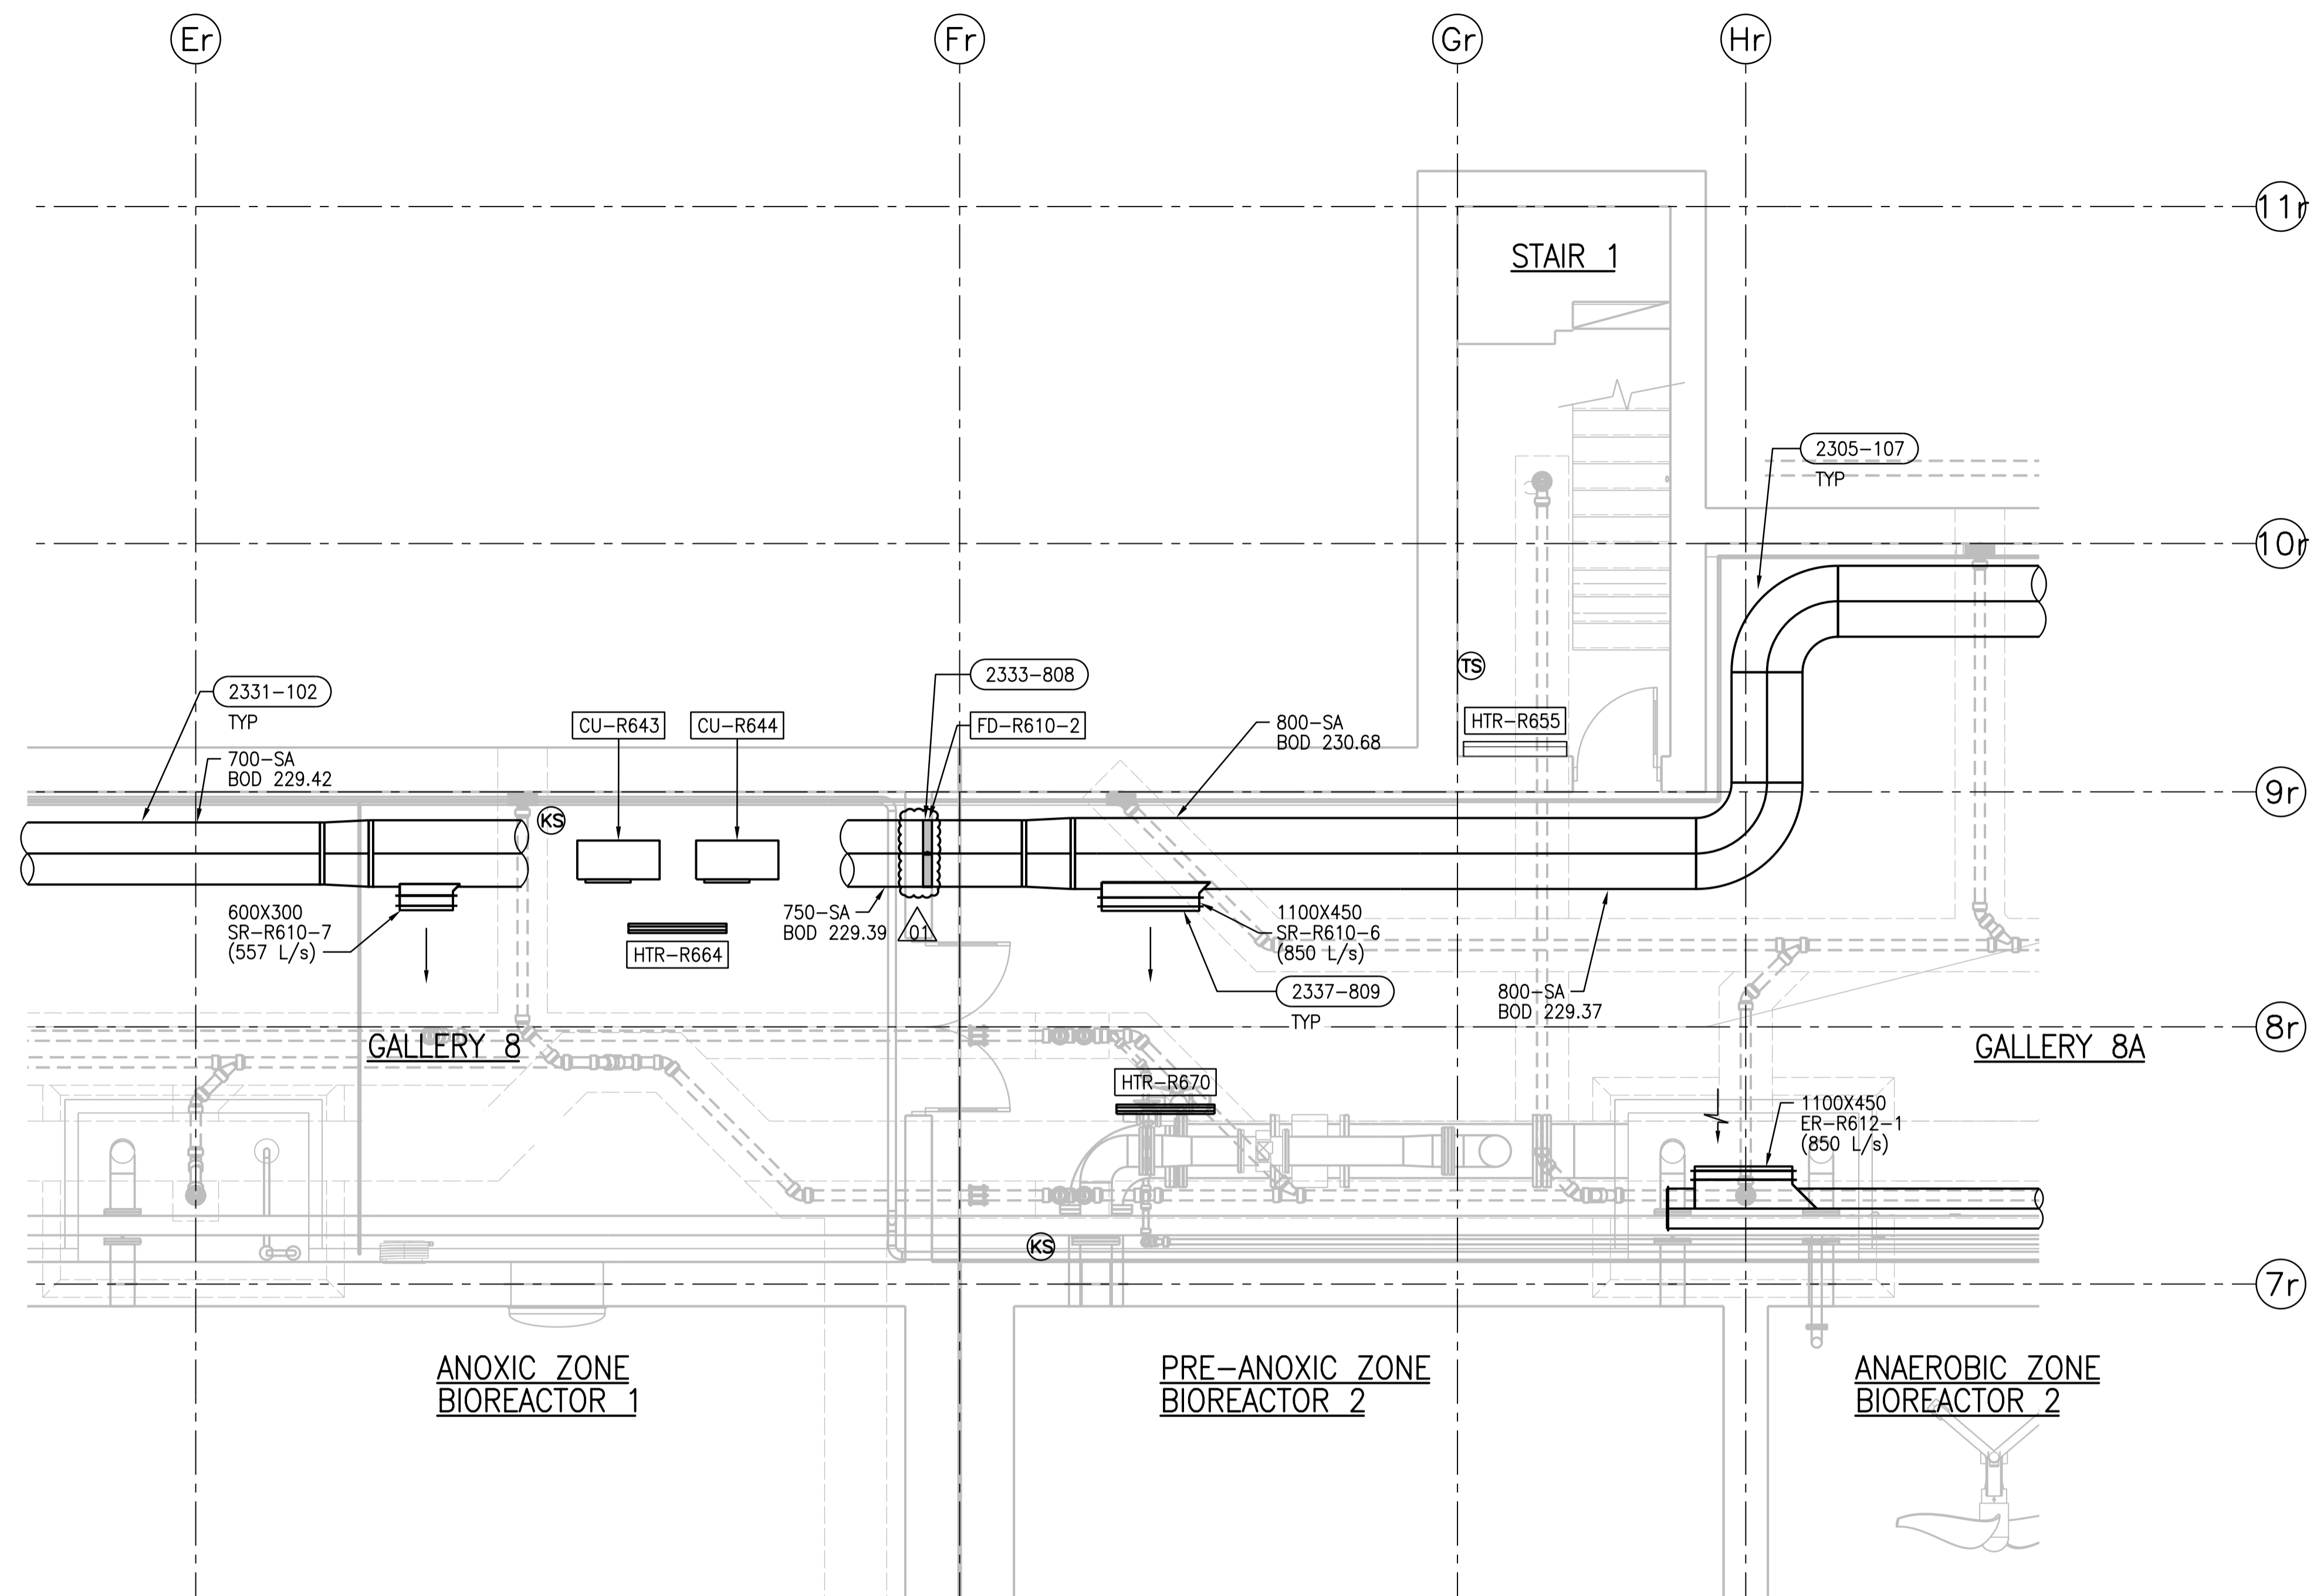 Er
Fr
Gr
Hr
11r
STAIR 1
2305-107
TYP
10r
TS
2331-102
TYP
2333-808
CU-R643
CU-R644
FD-R610-2
800-SA
BOD 230.68
HTR-R655
700-SA
BOD 229.42
9r
KS
600X300
SR-R610-7
(557 L/s)
HTR-R664
750-SA
BOD 229.39
01
1100X450
SR-R610-6
(850 L/s)
2337-809
TYP
800-SA
BOD 229.37
8r
GALLERY 8
GALLERY 8A
HTR-R670
1100X450
ER-R612-1
(850 L/s)
KS
7r
ANOXIC ZONE
BIOREACTOR 1
PRE-ANOXIC ZONE
BIOREACTOR 2
ANAEROBIC ZONE
BIOREACTOR 2